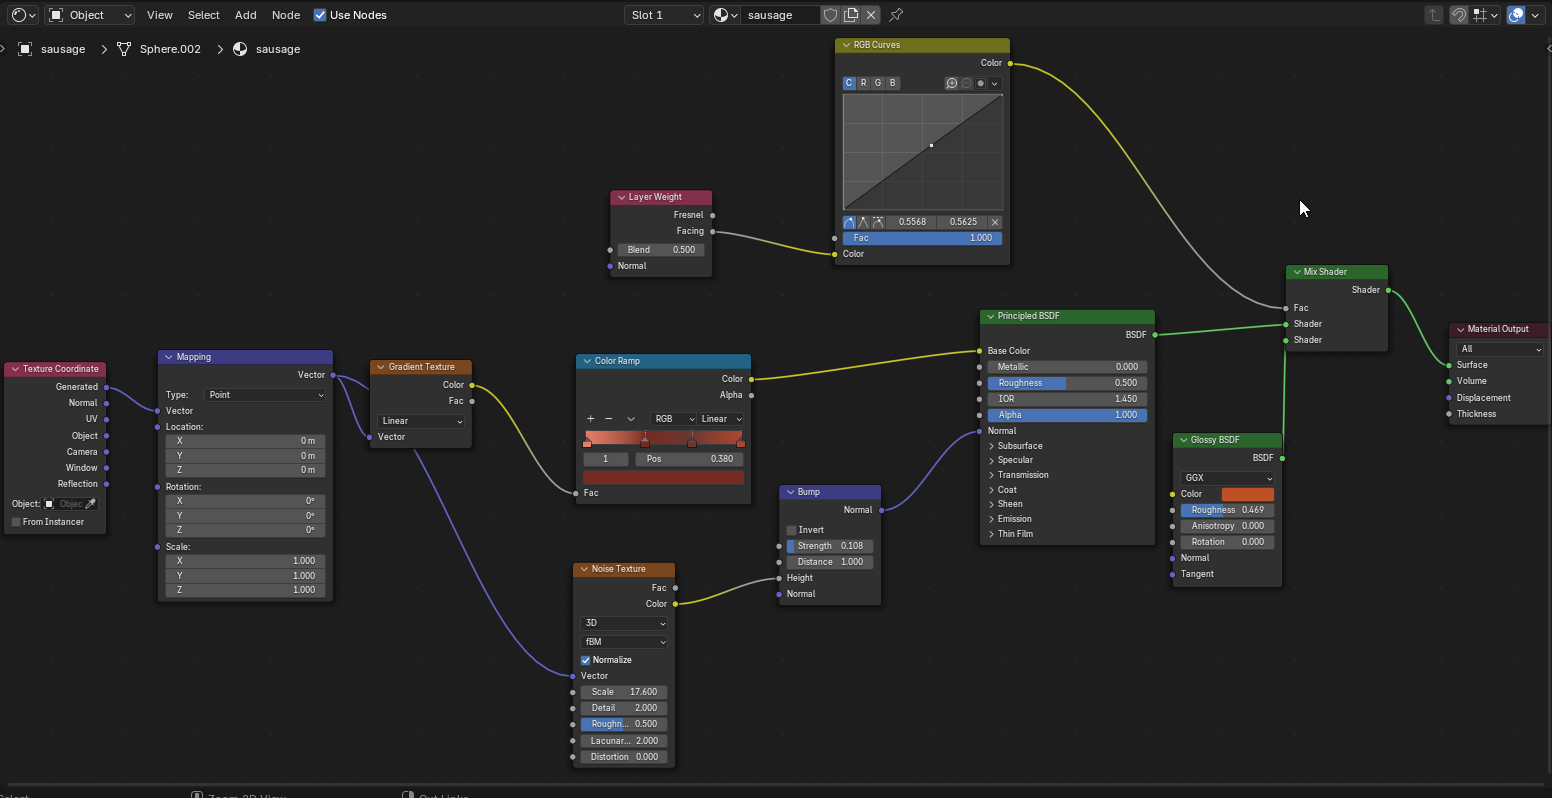 Object View Select Add Node Use Nodes Slot 1 sausage
sausage > Sphere.002 > sausage
RGB Curves
Color
C R G B
0.5568 0.5625
Fac 1.000
Color
Layer Weight
Fresnel
Facing
Blend 0.500
Normal
Mix Shader
Shader
Fac
Shader
Shader
Material Output
All
Surface
Volume
Displacement
Thickness
Texture Coordinate
Generated
Normal
UV
Object
Camera
Window
Reflection
Object: Objec
From Instancer
Mapping
Vector
Type: Point
Vector
Location:
X 0 m
Y 0 m
Z 0 m
Rotation:
X 0°
Y 0°
Z 0°
Scale:
X 1.000
Y 1.000
Z 1.000
Gradient Texture
Color
Fac
Linear
Vector
Color Ramp
Color
Alpha
RGB Linear
1 Pos 0.380
Fac
Principled BSDF
BSDF
Base Color
Metallic 0.000
Roughness 0.500
IOR 1.450
Alpha 1.000
Normal
Subsurface
Specular
Transmission
Coat
Sheen
Emission
Thin Film
Glossy BSDF
BSDF
GGX
Color
Roughness 0.469
Anisotropy 0.000
Rotation 0.000
Normal
Tangent
Bump
Normal
Invert
Strength 0.108
Distance 1.000
Height
Normal
Noise Texture
Fac
Color
3D
fBM
Normalize
Vector
Scale 17.600
Detail 2.000
Roughn... 0.500
Lacunar... 2.000
Distortion 0.000